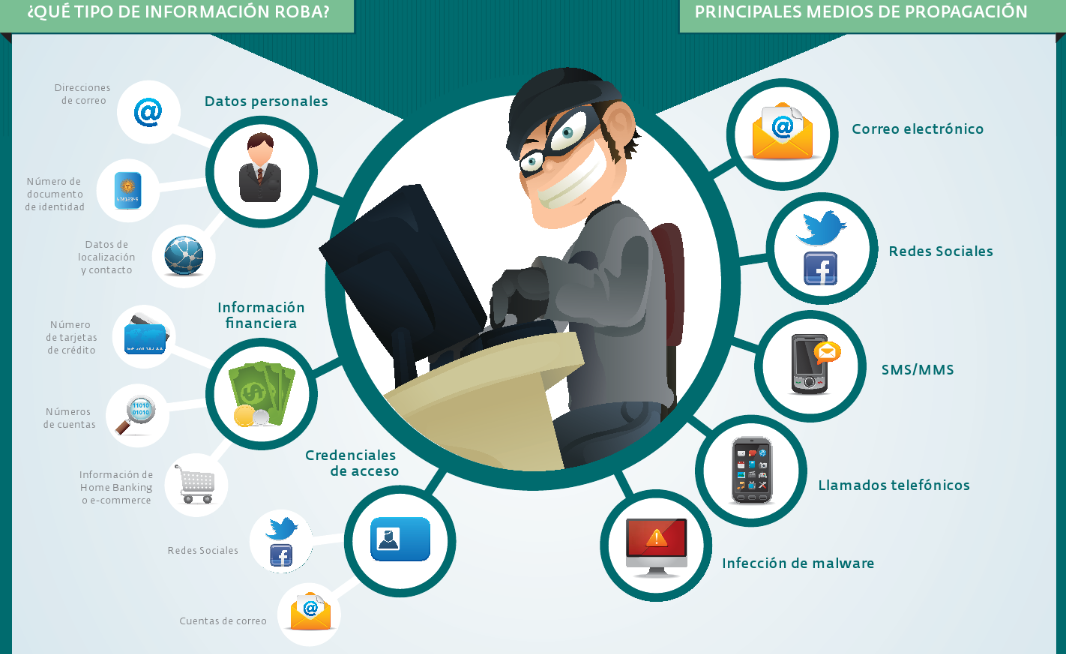 ¿QUÉ TIPO DE INFORMACIÓN ROBA?
PRINCIPALES MEDIOS DE PROPAGACIÓN
Direcciones
de correo
Datos personales
Número de
documento
de identidad
Datos de
localización
y contacto
Información
financiera
Número
de tarjetas
de crédito
Números
de cuentas
11010
01010
Información de
Home Banking
o e-commerce
Credenciales
de acceso
Redes Sociales
Cuentas de correo
Correo electrónico
Redes Sociales
SMS/MMS
Llamados telefónicos
Infección de malware